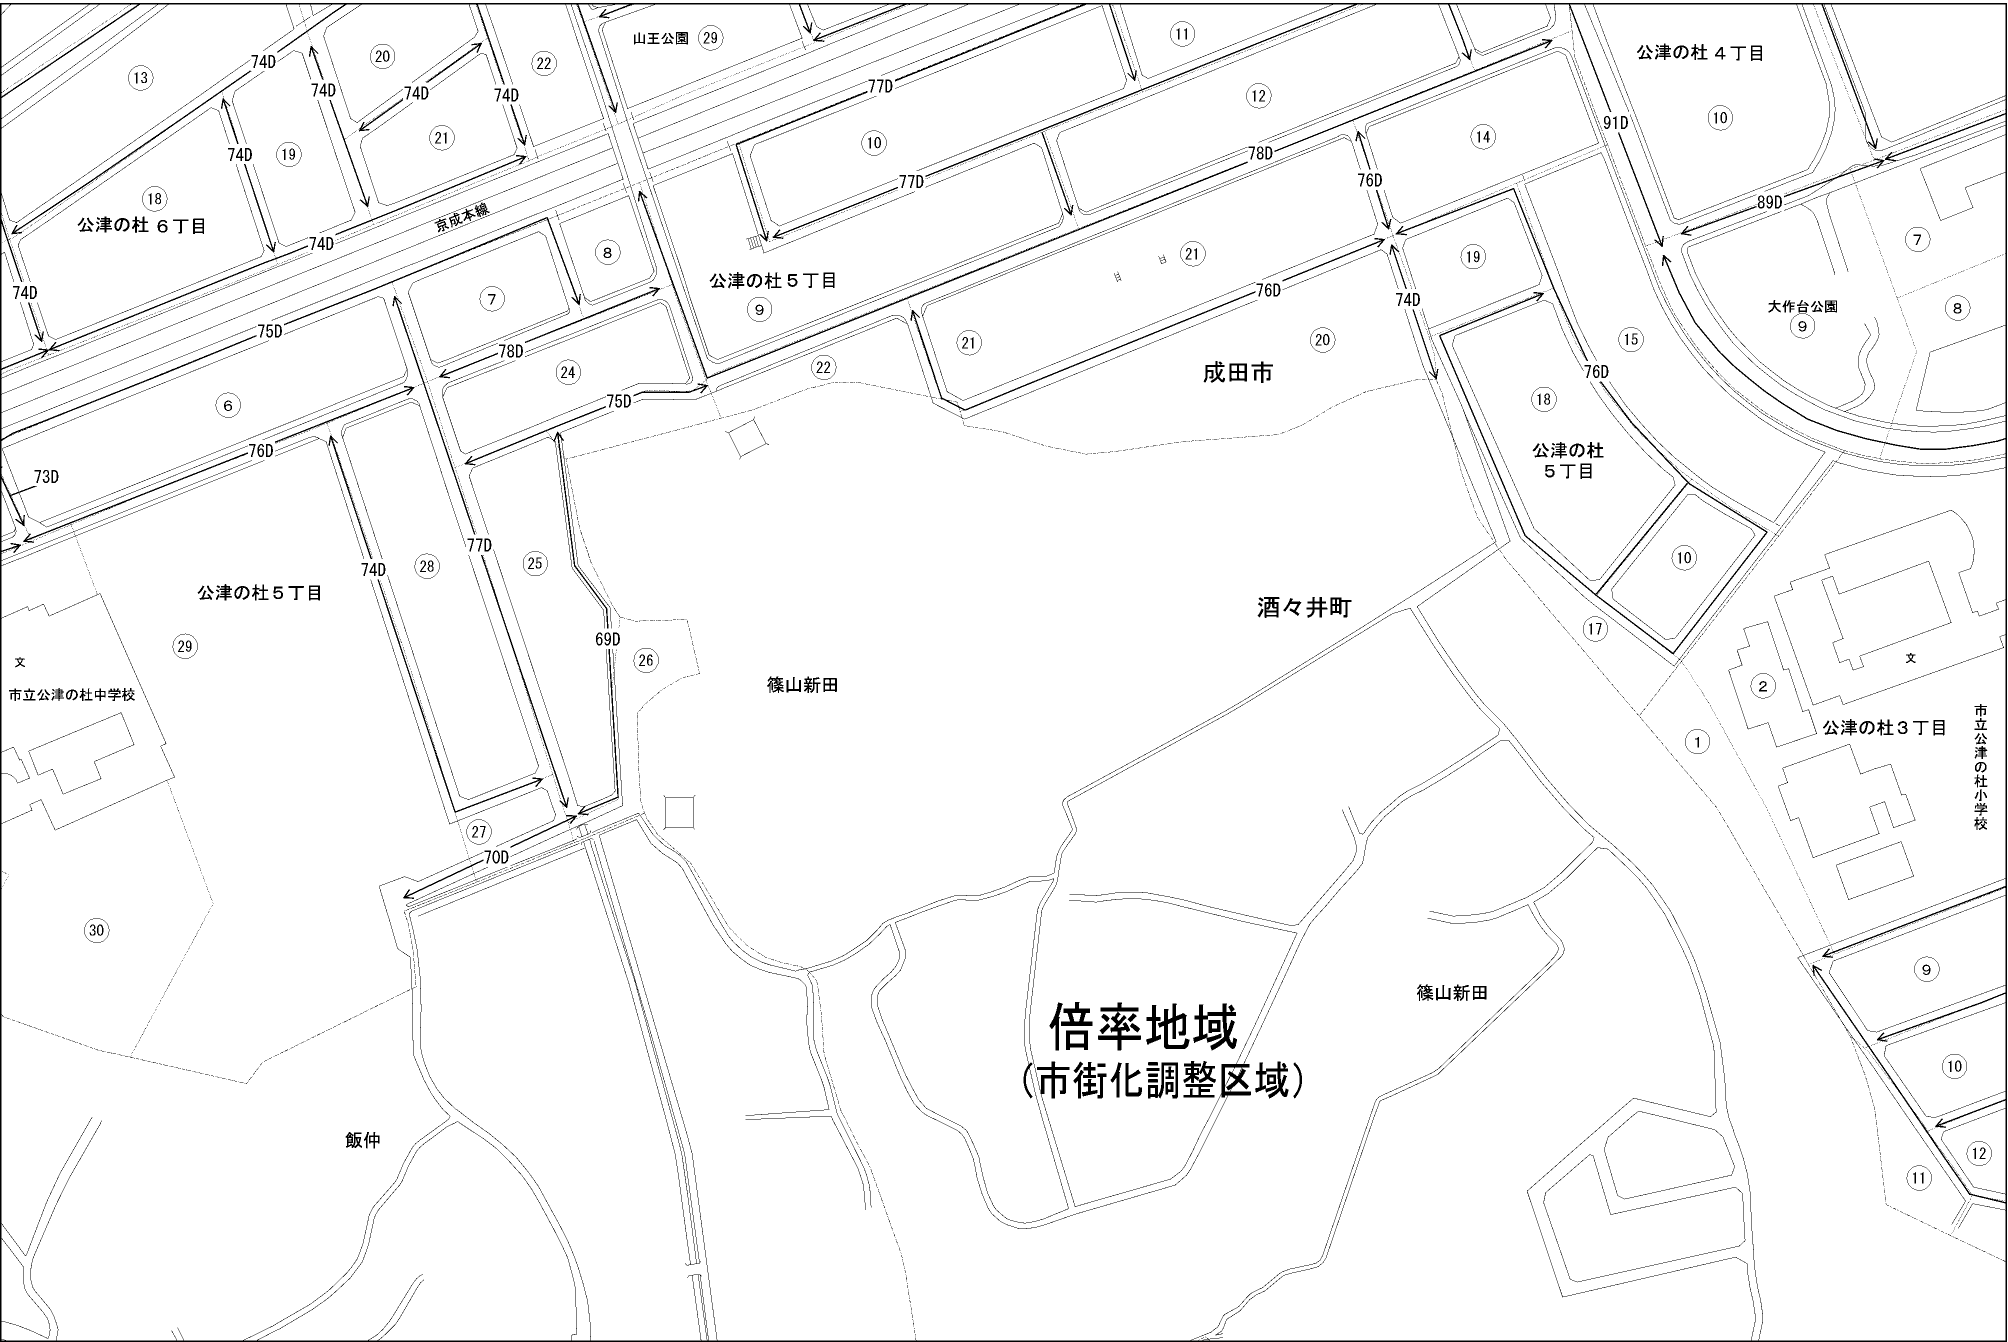 山王公園
29
11
公津の杜４丁目
20
22
13
74D
74D
77D
74D
74D
12
10
91D
21
10
14
74D
19
78D
77D
76D
18
89D
公津の杜 6丁目
京成本線
74D
7
8
21
19
公津の杜５丁目
74D
7
76D
74D
大作台公園
9
8
9
75D
78D
21
20
15
24
22
成田市
76D
6
75D
18
76D
公津の杜
５丁目
73D
77D
74D
28
25
10
公津の杜５丁目
酒々井町
69D
17
29
26
文
文
市立公津の杜中学校
篠山新田
2
市立公津の杜小学校
公津の杜３丁目
1
27
70D
30
9
篠山新田
倍率地域
（市街化調整区域）
10
飯仲
12
11